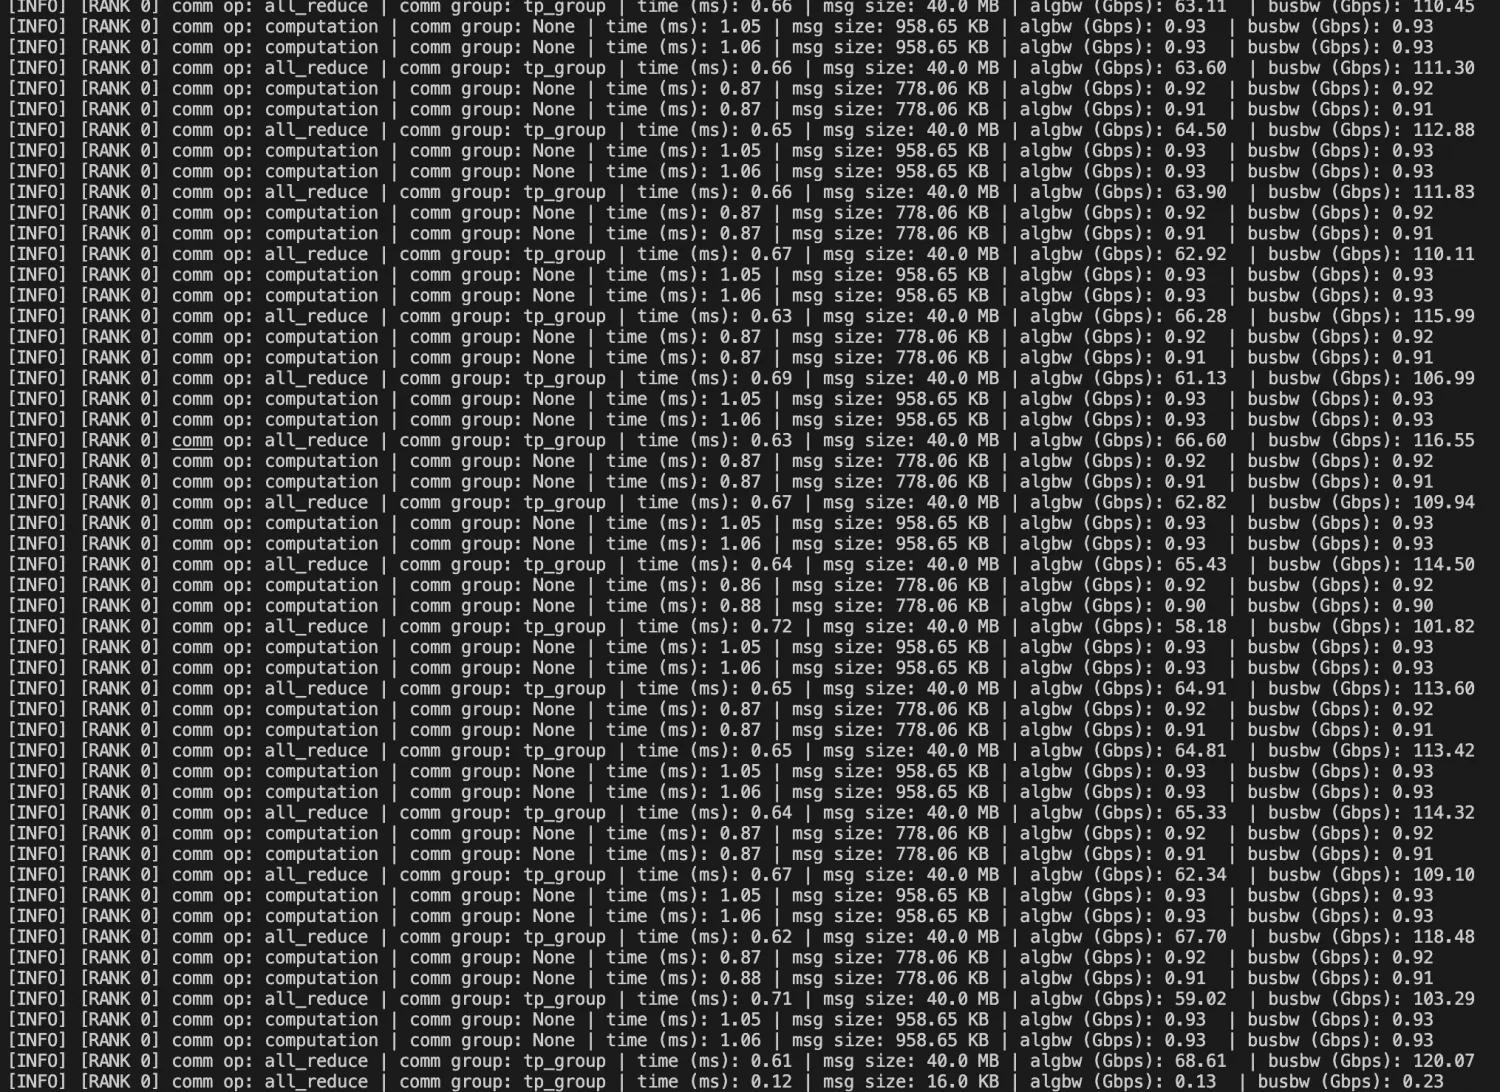 [INFO] [RANK 0] comm op: all_reduce | comm group: tp_group | time (ms): 0.66 | msg size: 40.0 MB | algbw (Gbps): 63.11 | busbw (Gbps): 110.45
[INFO] [RANK 0] comm op: computation | comm group: None | time (ms): 1.05 | msg size: 958.65 KB | algbw (Gbps): 0.93 | busbw (Gbps): 0.93
[INFO] [RANK 0] comm op: computation | comm group: None | time (ms): 1.06 | msg size: 958.65 KB | algbw (Gbps): 0.93 | busbw (Gbps): 0.93
[INFO] [RANK 0] comm op: all_reduce | comm group: tp_group | time (ms): 0.66 | msg size: 40.0 MB | algbw (Gbps): 63.60 | busbw (Gbps): 111.30
[INFO] [RANK 0] comm op: computation | comm group: None | time (ms): 0.87 | msg size: 778.06 KB | algbw (Gbps): 0.92 | busbw (Gbps): 0.92
[INFO] [RANK 0] comm op: computation | comm group: None | time (ms): 0.87 | msg size: 778.06 KB | algbw (Gbps): 0.91 | busbw (Gbps): 0.91
[INFO] [RANK 0] comm op: all_reduce | comm group: tp_group | time (ms): 0.65 | msg size: 40.0 MB | algbw (Gbps): 64.50 | busbw (Gbps): 112.88
[INFO] [RANK 0] comm op: computation | comm group: None | time (ms): 1.05 | msg size: 958.65 KB | algbw (Gbps): 0.93 | busbw (Gbps): 0.93
[INFO] [RANK 0] comm op: computation | comm group: None | time (ms): 1.06 | msg size: 958.65 KB | algbw (Gbps): 0.93 | busbw (Gbps): 0.93
[INFO] [RANK 0] comm op: all_reduce | comm group: tp_group | time (ms): 0.66 | msg size: 40.0 MB | algbw (Gbps): 63.90 | busbw (Gbps): 111.83
[INFO] [RANK 0] comm op: computation | comm group: None | time (ms): 0.87 | msg size: 778.06 KB | algbw (Gbps): 0.92 | busbw (Gbps): 0.92
[INFO] [RANK 0] comm op: computation | comm group: None | time (ms): 0.87 | msg size: 778.06 KB | algbw (Gbps): 0.91 | busbw (Gbps): 0.91
[INFO] [RANK 0] comm op: all_reduce | comm group: tp_group | time (ms): 0.67 | msg size: 40.0 MB | algbw (Gbps): 62.92 | busbw (Gbps): 110.11
[INFO] [RANK 0] comm op: computation | comm group: None | time (ms): 1.05 | msg size: 958.65 KB | algbw (Gbps): 0.93 | busbw (Gbps): 0.93
[INFO] [RANK 0] comm op: computation | comm group: None | time (ms): 1.06 | msg size: 958.65 KB | algbw (Gbps): 0.93 | busbw (Gbps): 0.93
[INFO] [RANK 0] comm op: all_reduce | comm group: tp_group | time (ms): 0.63 | msg size: 40.0 MB | algbw (Gbps): 66.28 | busbw (Gbps): 115.99
[INFO] [RANK 0] comm op: computation | comm group: None | time (ms): 0.87 | msg size: 778.06 KB | algbw (Gbps): 0.92 | busbw (Gbps): 0.92
[INFO] [RANK 0] comm op: computation | comm group: None | time (ms): 0.87 | msg size: 778.06 KB | algbw (Gbps): 0.91 | busbw (Gbps): 0.91
[INFO] [RANK 0] comm op: all_reduce | comm group: tp_group | time (ms): 0.69 | msg size: 40.0 MB | algbw (Gbps): 61.13 | busbw (Gbps): 106.99
[INFO] [RANK 0] comm op: computation | comm group: None | time (ms): 1.05 | msg size: 958.65 KB | algbw (Gbps): 0.93 | busbw (Gbps): 0.93
[INFO] [RANK 0] comm op: computation | comm group: None | time (ms): 1.06 | msg size: 958.65 KB | algbw (Gbps): 0.93 | busbw (Gbps): 0.93
[INFO] [RANK 0] comm op: all_reduce | comm group: tp_group | time (ms): 0.63 | msg size: 40.0 MB | algbw (Gbps): 66.60 | busbw (Gbps): 116.55
[INFO] [RANK 0] comm op: computation | comm group: None | time (ms): 0.87 | msg size: 778.06 KB | algbw (Gbps): 0.92 | busbw (Gbps): 0.92
[INFO] [RANK 0] comm op: computation | comm group: None | time (ms): 0.87 | msg size: 778.06 KB | algbw (Gbps): 0.91 | busbw (Gbps): 0.91
[INFO] [RANK 0] comm op: all_reduce | comm group: tp_group | time (ms): 0.67 | msg size: 40.0 MB | algbw (Gbps): 62.82 | busbw (Gbps): 109.94
[INFO] [RANK 0] comm op: computation | comm group: None | time (ms): 1.05 | msg size: 958.65 KB | algbw (Gbps): 0.93 | busbw (Gbps): 0.93
[INFO] [RANK 0] comm op: computation | comm group: None | time (ms): 1.06 | msg size: 958.65 KB | algbw (Gbps): 0.93 | busbw (Gbps): 0.93
[INFO] [RANK 0] comm op: all_reduce | comm group: tp_group | time (ms): 0.64 | msg size: 40.0 MB | algbw (Gbps): 65.43 | busbw (Gbps): 114.50
[INFO] [RANK 0] comm op: computation | comm group: None | time (ms): 0.86 | msg size: 778.06 KB | algbw (Gbps): 0.92 | busbw (Gbps): 0.92
[INFO] [RANK 0] comm op: computation | comm group: None | time (ms): 0.88 | msg size: 778.06 KB | algbw (Gbps): 0.90 | busbw (Gbps): 0.90
[INFO] [RANK 0] comm op: all_reduce | comm group: tp_group | time (ms): 0.72 | msg size: 40.0 MB | algbw (Gbps): 58.18 | busbw (Gbps): 101.82
[INFO] [RANK 0] comm op: computation | comm group: None | time (ms): 1.05 | msg size: 958.65 KB | algbw (Gbps): 0.93 | busbw (Gbps): 0.93
[INFO] [RANK 0] comm op: computation | comm group: None | time (ms): 1.06 | msg size: 958.65 KB | algbw (Gbps): 0.93 | busbw (Gbps): 0.93
[INFO] [RANK 0] comm op: all_reduce | comm group: tp_group | time (ms): 0.65 | msg size: 40.0 MB | algbw (Gbps): 64.91 | busbw (Gbps): 113.60
[INFO] [RANK 0] comm op: computation | comm group: None | time (ms): 0.87 | msg size: 778.06 KB | algbw (Gbps): 0.92 | busbw (Gbps): 0.92
[INFO] [RANK 0] comm op: computation | comm group: None | time (ms): 0.87 | msg size: 778.06 KB | algbw (Gbps): 0.91 | busbw (Gbps): 0.91
[INFO] [RANK 0] comm op: all_reduce | comm group: tp_group | time (ms): 0.65 | msg size: 40.0 MB | algbw (Gbps): 64.81 | busbw (Gbps): 113.42
[INFO] [RANK 0] comm op: computation | comm group: None | time (ms): 1.05 | msg size: 958.65 KB | algbw (Gbps): 0.93 | busbw (Gbps): 0.93
[INFO] [RANK 0] comm op: computation | comm group: None | time (ms): 1.06 | msg size: 958.65 KB | algbw (Gbps): 0.93 | busbw (Gbps): 0.93
[INFO] [RANK 0] comm op: all_reduce | comm group: tp_group | time (ms): 0.64 | msg size: 40.0 MB | algbw (Gbps): 65.33 | busbw (Gbps): 114.32
[INFO] [RANK 0] comm op: computation | comm group: None | time (ms): 0.87 | msg size: 778.06 KB | algbw (Gbps): 0.92 | busbw (Gbps): 0.92
[INFO] [RANK 0] comm op: computation | comm group: None | time (ms): 0.87 | msg size: 778.06 KB | algbw (Gbps): 0.91 | busbw (Gbps): 0.91
[INFO] [RANK 0] comm op: all_reduce | comm group: tp_group | time (ms): 0.67 | msg size: 40.0 MB | algbw (Gbps): 62.34 | busbw (Gbps): 109.10
[INFO] [RANK 0] comm op: computation | comm group: None | time (ms): 1.05 | msg size: 958.65 KB | algbw (Gbps): 0.93 | busbw (Gbps): 0.93
[INFO] [RANK 0] comm op: computation | comm group: None | time (ms): 1.06 | msg size: 958.65 KB | algbw (Gbps): 0.93 | busbw (Gbps): 0.93
[INFO] [RANK 0] comm op: all_reduce | comm group: tp_group | time (ms): 0.62 | msg size: 40.0 MB | algbw (Gbps): 67.70 | busbw (Gbps): 118.48
[INFO] [RANK 0] comm op: computation | comm group: None | time (ms): 0.87 | msg size: 778.06 KB | algbw (Gbps): 0.92 | busbw (Gbps): 0.92
[INFO] [RANK 0] comm op: computation | comm group: None | time (ms): 0.88 | msg size: 778.06 KB | algbw (Gbps): 0.91 | busbw (Gbps): 0.91
[INFO] [RANK 0] comm op: all_reduce | comm group: tp_group | time (ms): 0.71 | msg size: 40.0 MB | algbw (Gbps): 59.02 | busbw (Gbps): 103.29
[INFO] [RANK 0] comm op: computation | comm group: None | time (ms): 1.05 | msg size: 958.65 KB | algbw (Gbps): 0.93 | busbw (Gbps): 0.93
[INFO] [RANK 0] comm op: computation | comm group: None | time (ms): 1.06 | msg size: 958.65 KB | algbw (Gbps): 0.93 | busbw (Gbps): 0.93
[INFO] [RANK 0] comm op: all_reduce | comm group: tp_group | time (ms): 0.61 | msg size: 40.0 MB | algbw (Gbps): 68.61 | busbw (Gbps): 120.07
[INFO] [RANK 0] comm op: all_reduce | comm group: tp_group | time (ms): 0.12 | msg size: 16.0 KB | algbw (Gbps): 0.13 | busbw (Gbps): 0.23